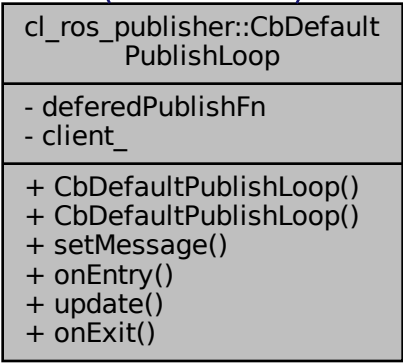 cl_ros_publisher::CbDefault
PublishLoop
- deferedPublishFn
- client_
+ CbDefaultPublishLoop()
+ CbDefaultPublishLoop()
+ setMessage()
+ onEntry()
+ update()
+ onExit()